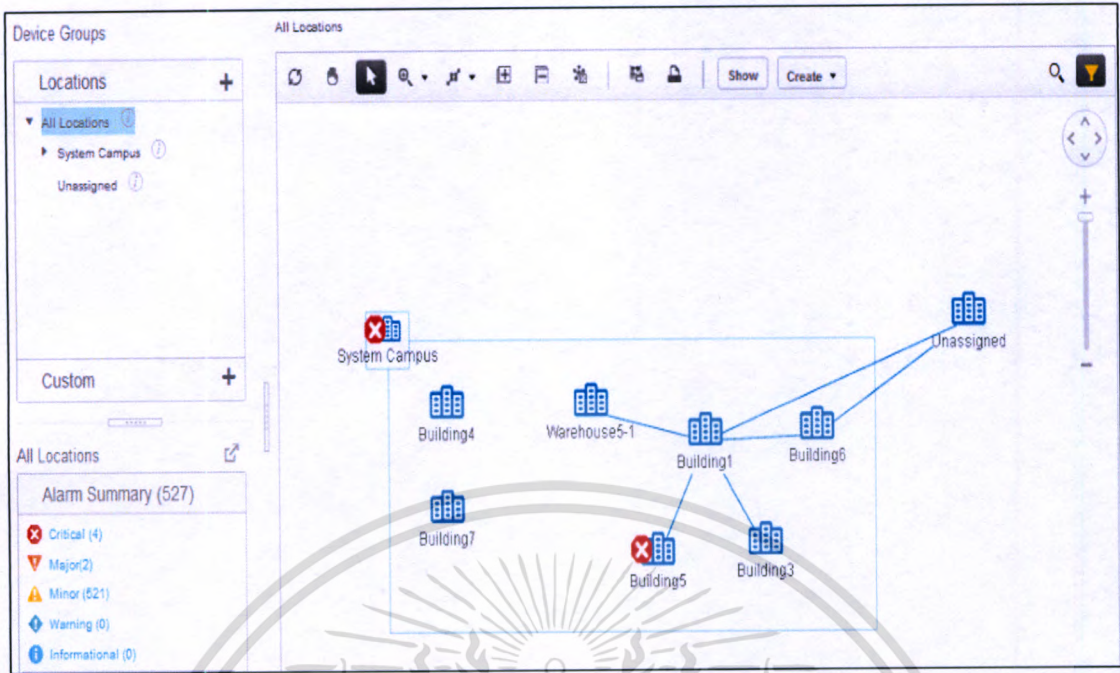 Device Groups
Locations
All Locations
System Campus
Unassigned
Custom
All Locations
Alarm Summary (527)
Critical (4)
Major(2)
Minor (521)
Warning (0)
Informational (0)
All Locations
Show
Create
System Campus
Unassigned
Building4
Warehouse5-1
Building1
Building6
Building7
Building5
Building3